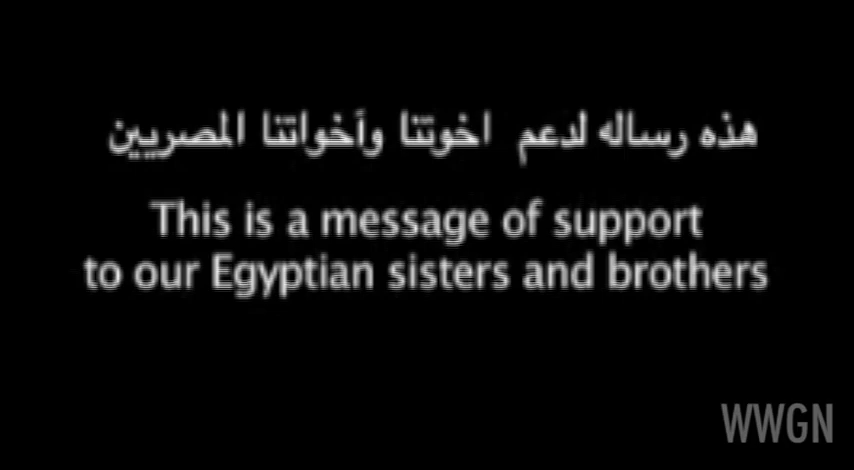 هذه رساله لدعم اخوتنا وأخواتنا المصريين
This is a message of support
to our Egyptian sisters and brothers
WWGN